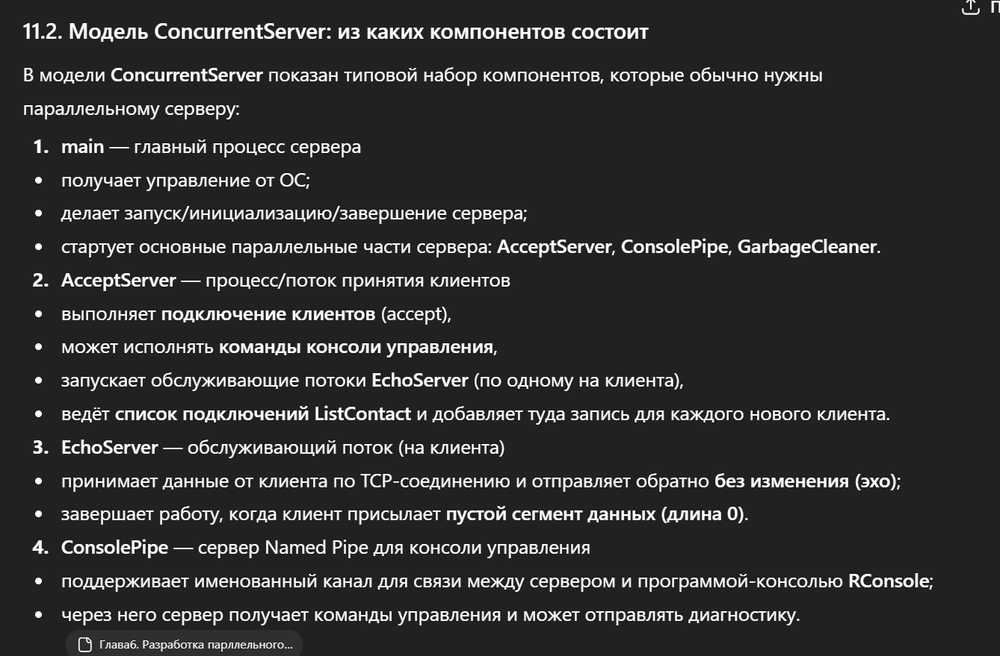 П
11.2. Модель ConcurrentServer: из каких компонентов состоит
В модели ConcurrentServer показан типовой набор компонентов, которые обычно нужны
параллельному серверу:
1. main — главный процесс сервера
• получает управление от ОС;
• делает запуск/инициализацию/завершение сервера;
• стартует основные параллельные части сервера: AcceptServer, ConsolePipe, GarbageCleaner.
2. AcceptServer — процесс/поток принятия клиентов
• выполняет подключение клиентов (accept),
• может исполнять команды консоли управления,
• запускает обслуживающие потоки EchoServer (по одному на клиента),
• ведёт список подключений ListContact и добавляет туда запись для каждого нового клиента.
3. EchoServer — обслуживающий поток (на клиента)
• принимает данные от клиента по TCP-соединению и отправляет обратно без изменения (эхо);
• завершает работу, когда клиент присылает пустой сегмент данных (длина 0).
4. ConsolePipe — сервер Named Pipe для консоли управления
• поддерживает именованный канал для связи между сервером и программой-консолью RConsole;
• через него сервер получает команды управления и может отправлять диагностику.
Глава6. Разработка парллельного...